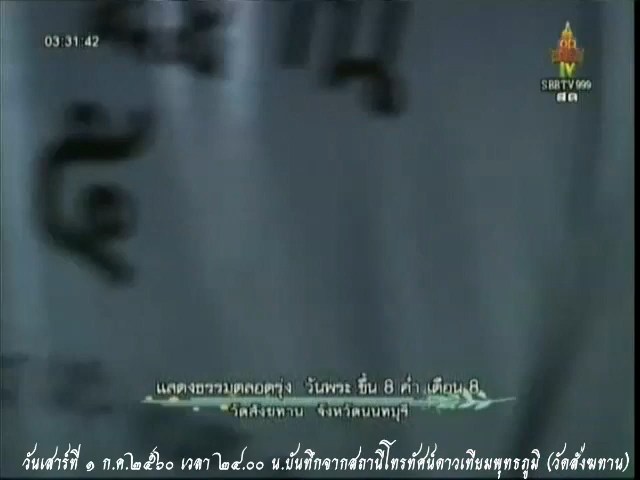 03:31:42
SBBTV 999
สด
แสดงธรรมตลอดรุ่ง วันพระ ขึ้น 8 ค่ำ เดือน 8
วัดสังฆทาน จังหวัดนนทบุรี
วันเสาร์ที่ ๑ ก.ค.๒๕๖๐ เวลา ๒๔.๐๐ น.บันทึกจากสถานีโทรทัศน์ดาวเทียมพุทธภูมิ (วัดสังฆทาน)